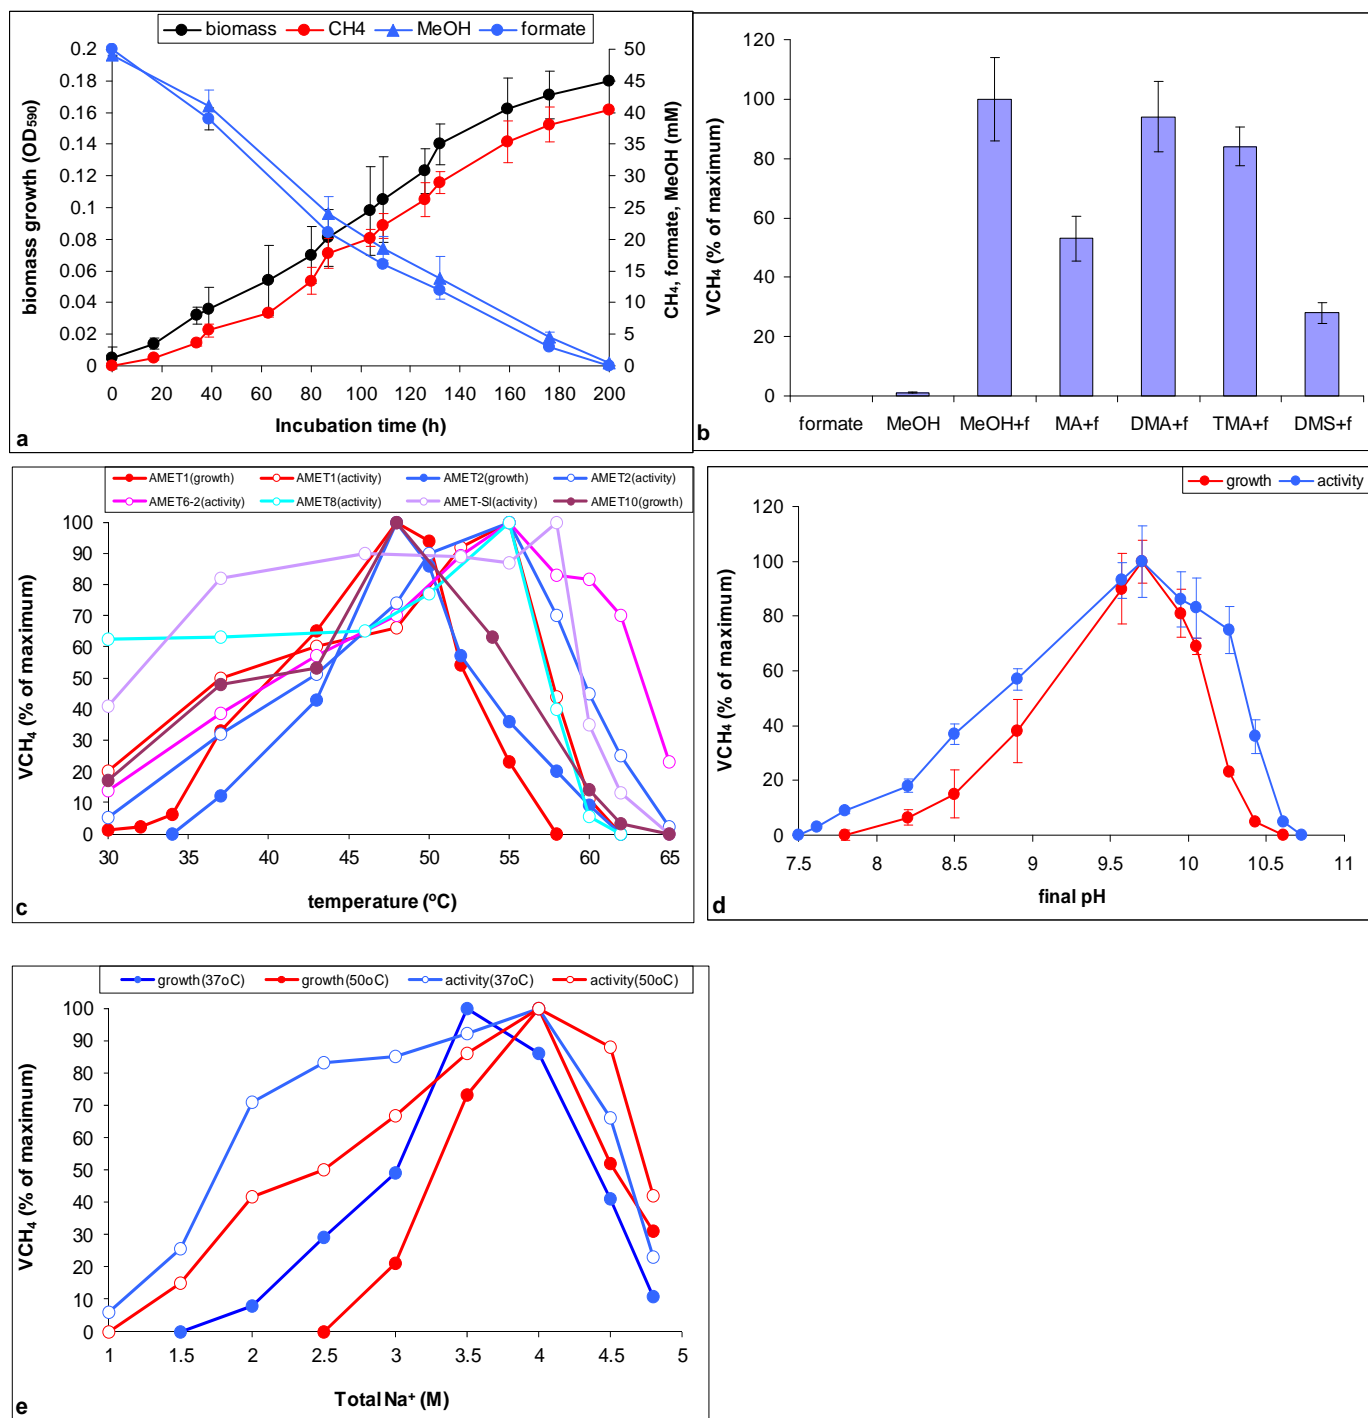 biomass CH4 MeOH formate
biomass growth (OD590)
0.2
0.18
0.16
0.14
0.12
0.1
0.08
0.06
0.04
0.02
0
50
45
40
35
30
25
20
15
10
5
0
CH4, formate, MeOH (mM)
0 20 40 60 80 100 120 140 160 180 200
Incubation time (h)
a
VCH4 (% of maximum)
120
100
80
60
40
20
0
formate MeOH MeOH+f MA+f DMA+f TMA+f DMS+f
b
AMET1(growth) AMET1(activity) AMET2(growth) AMET2(activity)
AMET6-2(activity) AMET8(activity) AMET-Sl(activity) AMET10(growth)
VCH4 (% of maximum)
100
90
80
70
60
50
40
30
20
10
0
30 35 40 45 50 55 60 65
temperature (oC)
c
growth activity
VCH4 (% of maximum)
120
100
80
60
40
20
0
7.5 8 8.5 9 9.5 10 10.5 11
final pH
d
growth(37oC) growth(50oC) activity(37oC) activity(50oC)
VCH4 (% of maximum)
100
90
80
70
60
50
40
30
20
10
0
1 1.5 2 2.5 3 3.5 4 4.5 5
Total Na+ (M)
e